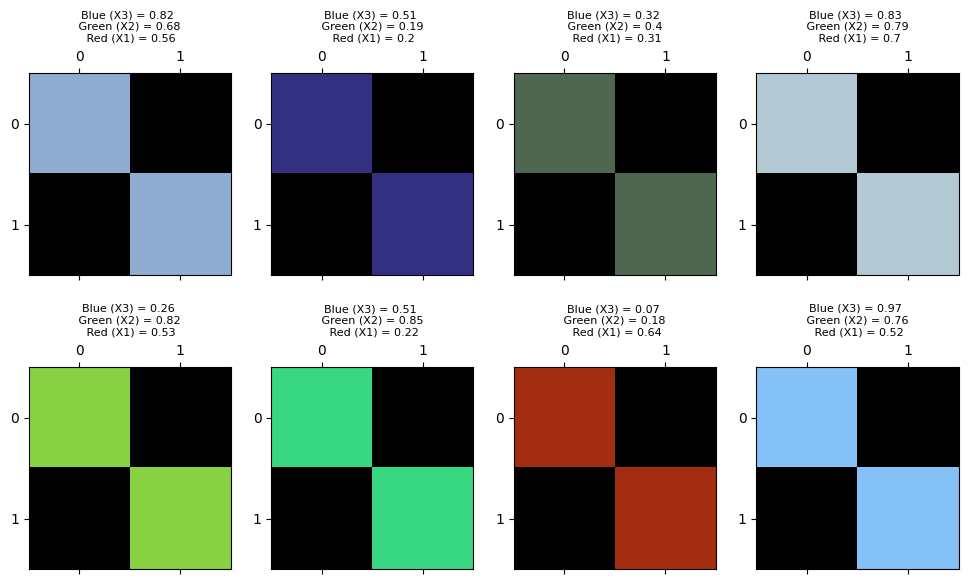 Blue (X3) = 0.82
Green (X2) = 0.68
Red (X1) = 0.56
0 1
0
1
Blue (X3) = 0.51
Green (X2) = 0.19
Red (X1) = 0.2
0 1
0
1
Blue (X3) = 0.32
Green (X2) = 0.4
Red (X1) = 0.31
0 1
0
1
Blue (X3) = 0.83
Green (X2) = 0.79
Red (X1) = 0.7
0 1
0
1
Blue (X3) = 0.26
Green (X2) = 0.82
Red (X1) = 0.53
0 1
0
1
Blue (X3) = 0.51
Green (X2) = 0.85
Red (X1) = 0.22
0 1
0
1
Blue (X3) = 0.07
Green (X2) = 0.18
Red (X1) = 0.64
0 1
0
1
Blue (X3) = 0.97
Green (X2) = 0.76
Red (X1) = 0.52
0 1
0
1